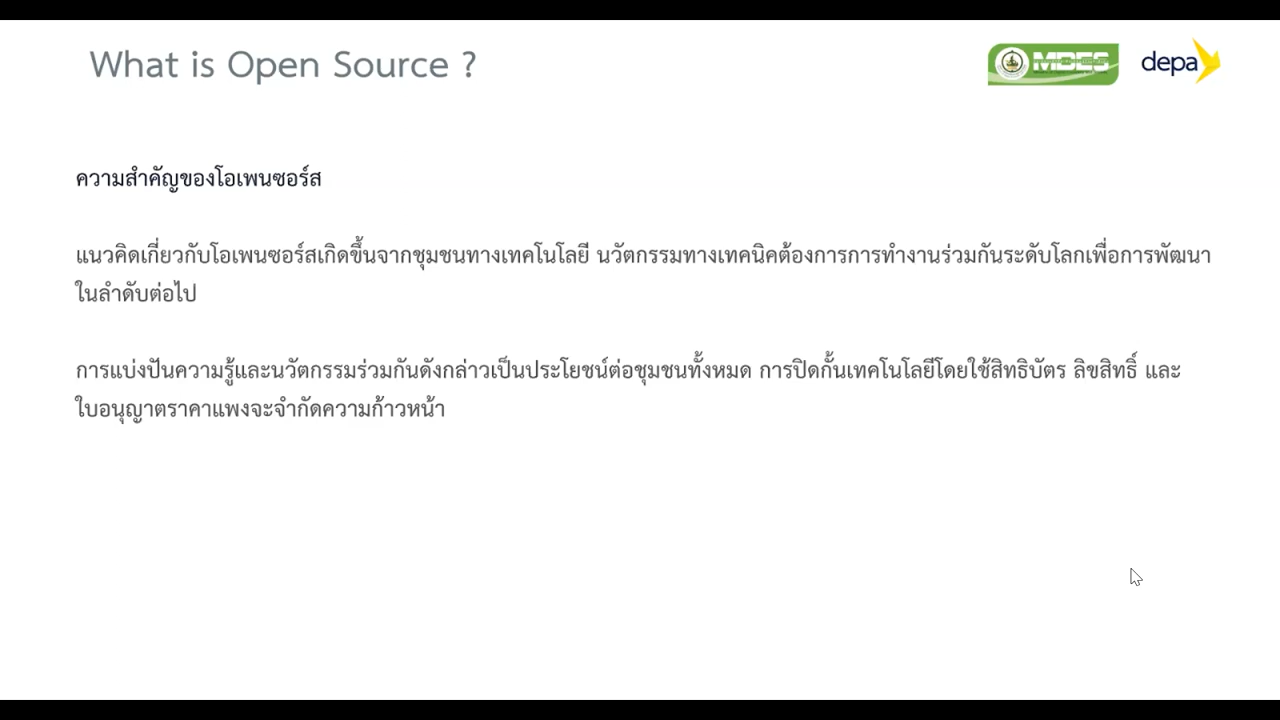 What is Open Source ?
MDES
depa
ความสำคัญของโอเพนซอร์ส
แนวคิดเกี่ยวกับโอเพนซอร์สเกิดขึ้นจากชุมชนทางเทคโนโลยี นวัตกรรมทางเทคนิคต้องการการทำงานร่วมกันระดับโลกเพื่อการพัฒนา
ในลำดับต่อไป
การแบ่งปันความรู้และนวัตกรรมร่วมกันดังกล่าวเป็นประโยชน์ต่อชุมชนทั้งหมด การปิดกั้นเทคโนโลยีโดยใช้สิทธิบัตร ลิขสิทธิ์ และ
ใบอนุญาตราคาแพงจะจำกัดความก้าวหน้า